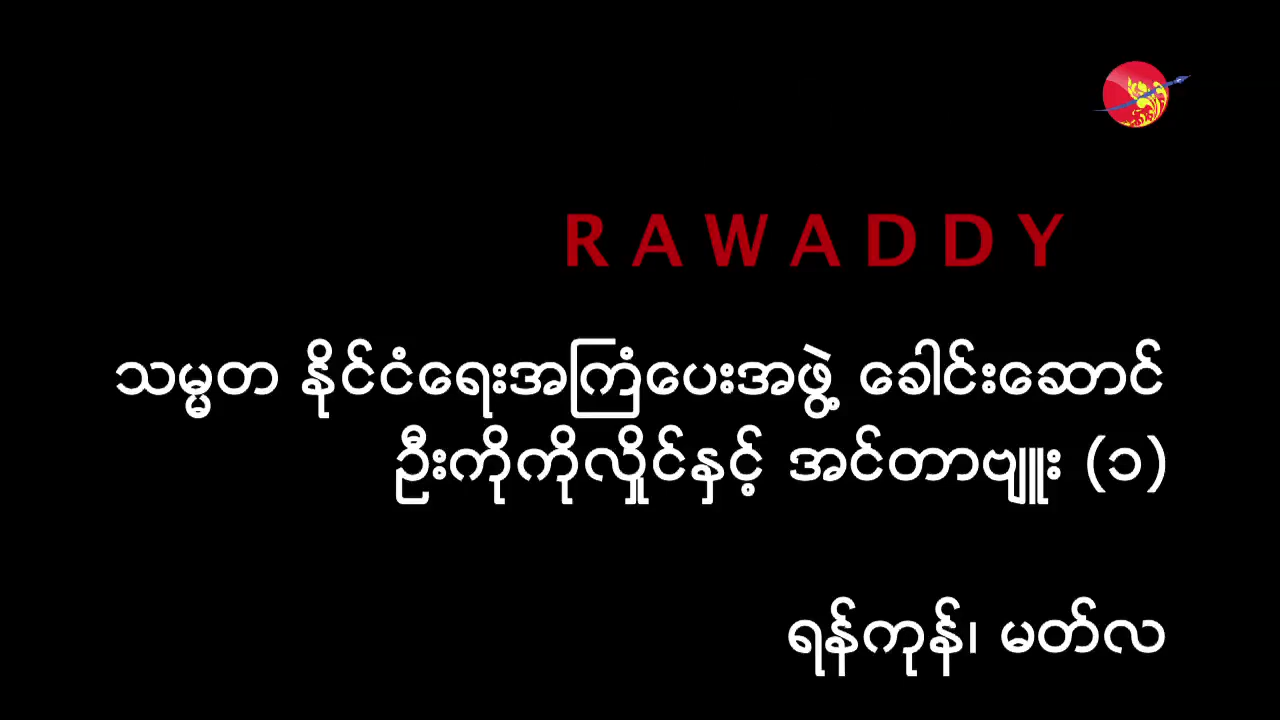 RAWADDY
သမ္မတ နိုင်ငံရေးအကြံပေးအဖွဲ့ ခေါင်းဆောင်
ဦးကိုကိုလှိုင်နှင့် အင်တာဗျူး (၁)
ရန်ကုန်၊ မတ်လ